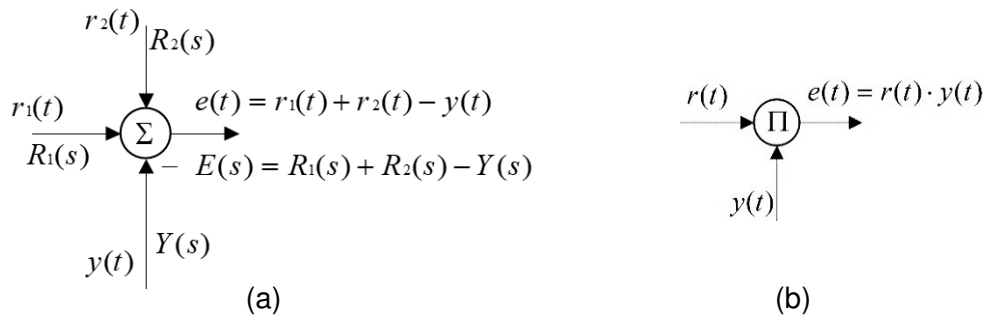 r₂(t)
R₂(s)
r₁(t)
R₁(s)
Σ
e(t) = r₁(t) + r₂(t) − y(t)
− E(s) = R₁(s) + R₂(s) − Y(s)
Y(s)
y(t)
(a)
r(t)
Π
e(t) = r(t) · y(t)
y(t)
(b)